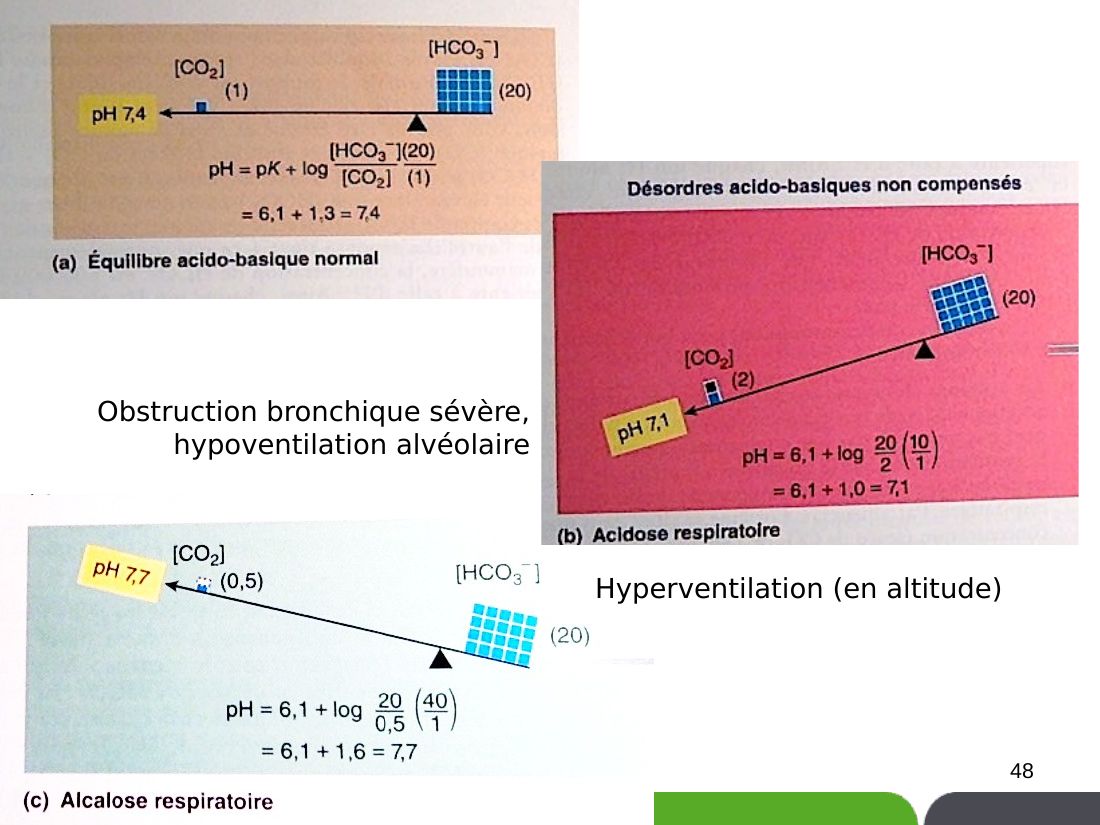 [CO₂]
(1)
[HCO₃⁻]
(20)
pH 7,4
pH = pK + log [HCO₃⁻](20) / [CO₂] (1)
= 6,1 + 1,3 = 7,4
(a) Équilibre acido-basique normal
Désordres acido-basiques non compensés
[HCO₃⁻]
(20)
[CO₂]
(2)
pH 7,1
pH = 6,1 + log 20/2 (10/1)
= 6,1 + 1,0 = 7,1
(b) Acidose respiratoire
Obstruction bronchique sévère,
hypoventilation alvéolaire
[CO₂]
(0,5)
pH 7,7
[HCO₃⁻]
(20)
pH = 6,1 + log 20/0,5 (40/1)
= 6,1 + 1,6 = 7,7
(c) Alcalose respiratoire
Hyperventilation (en altitude)
48